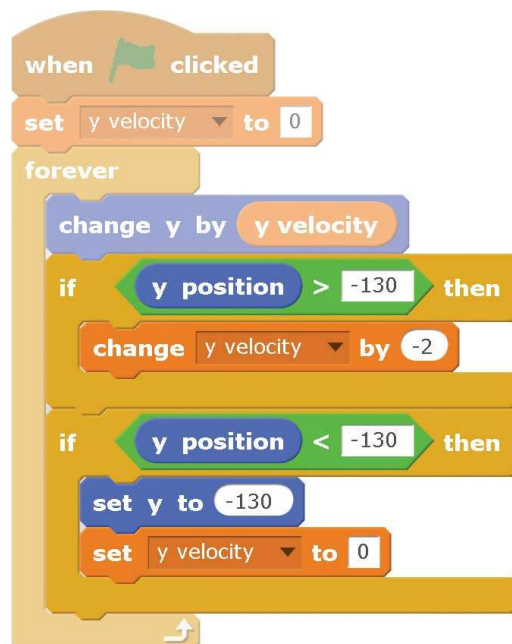 when clicked
set y velocity to 0
forever
change y by y velocity
if y position > -130 then
change y velocity by -2
if y position < -130 then
set y to -130
set y velocity to 0